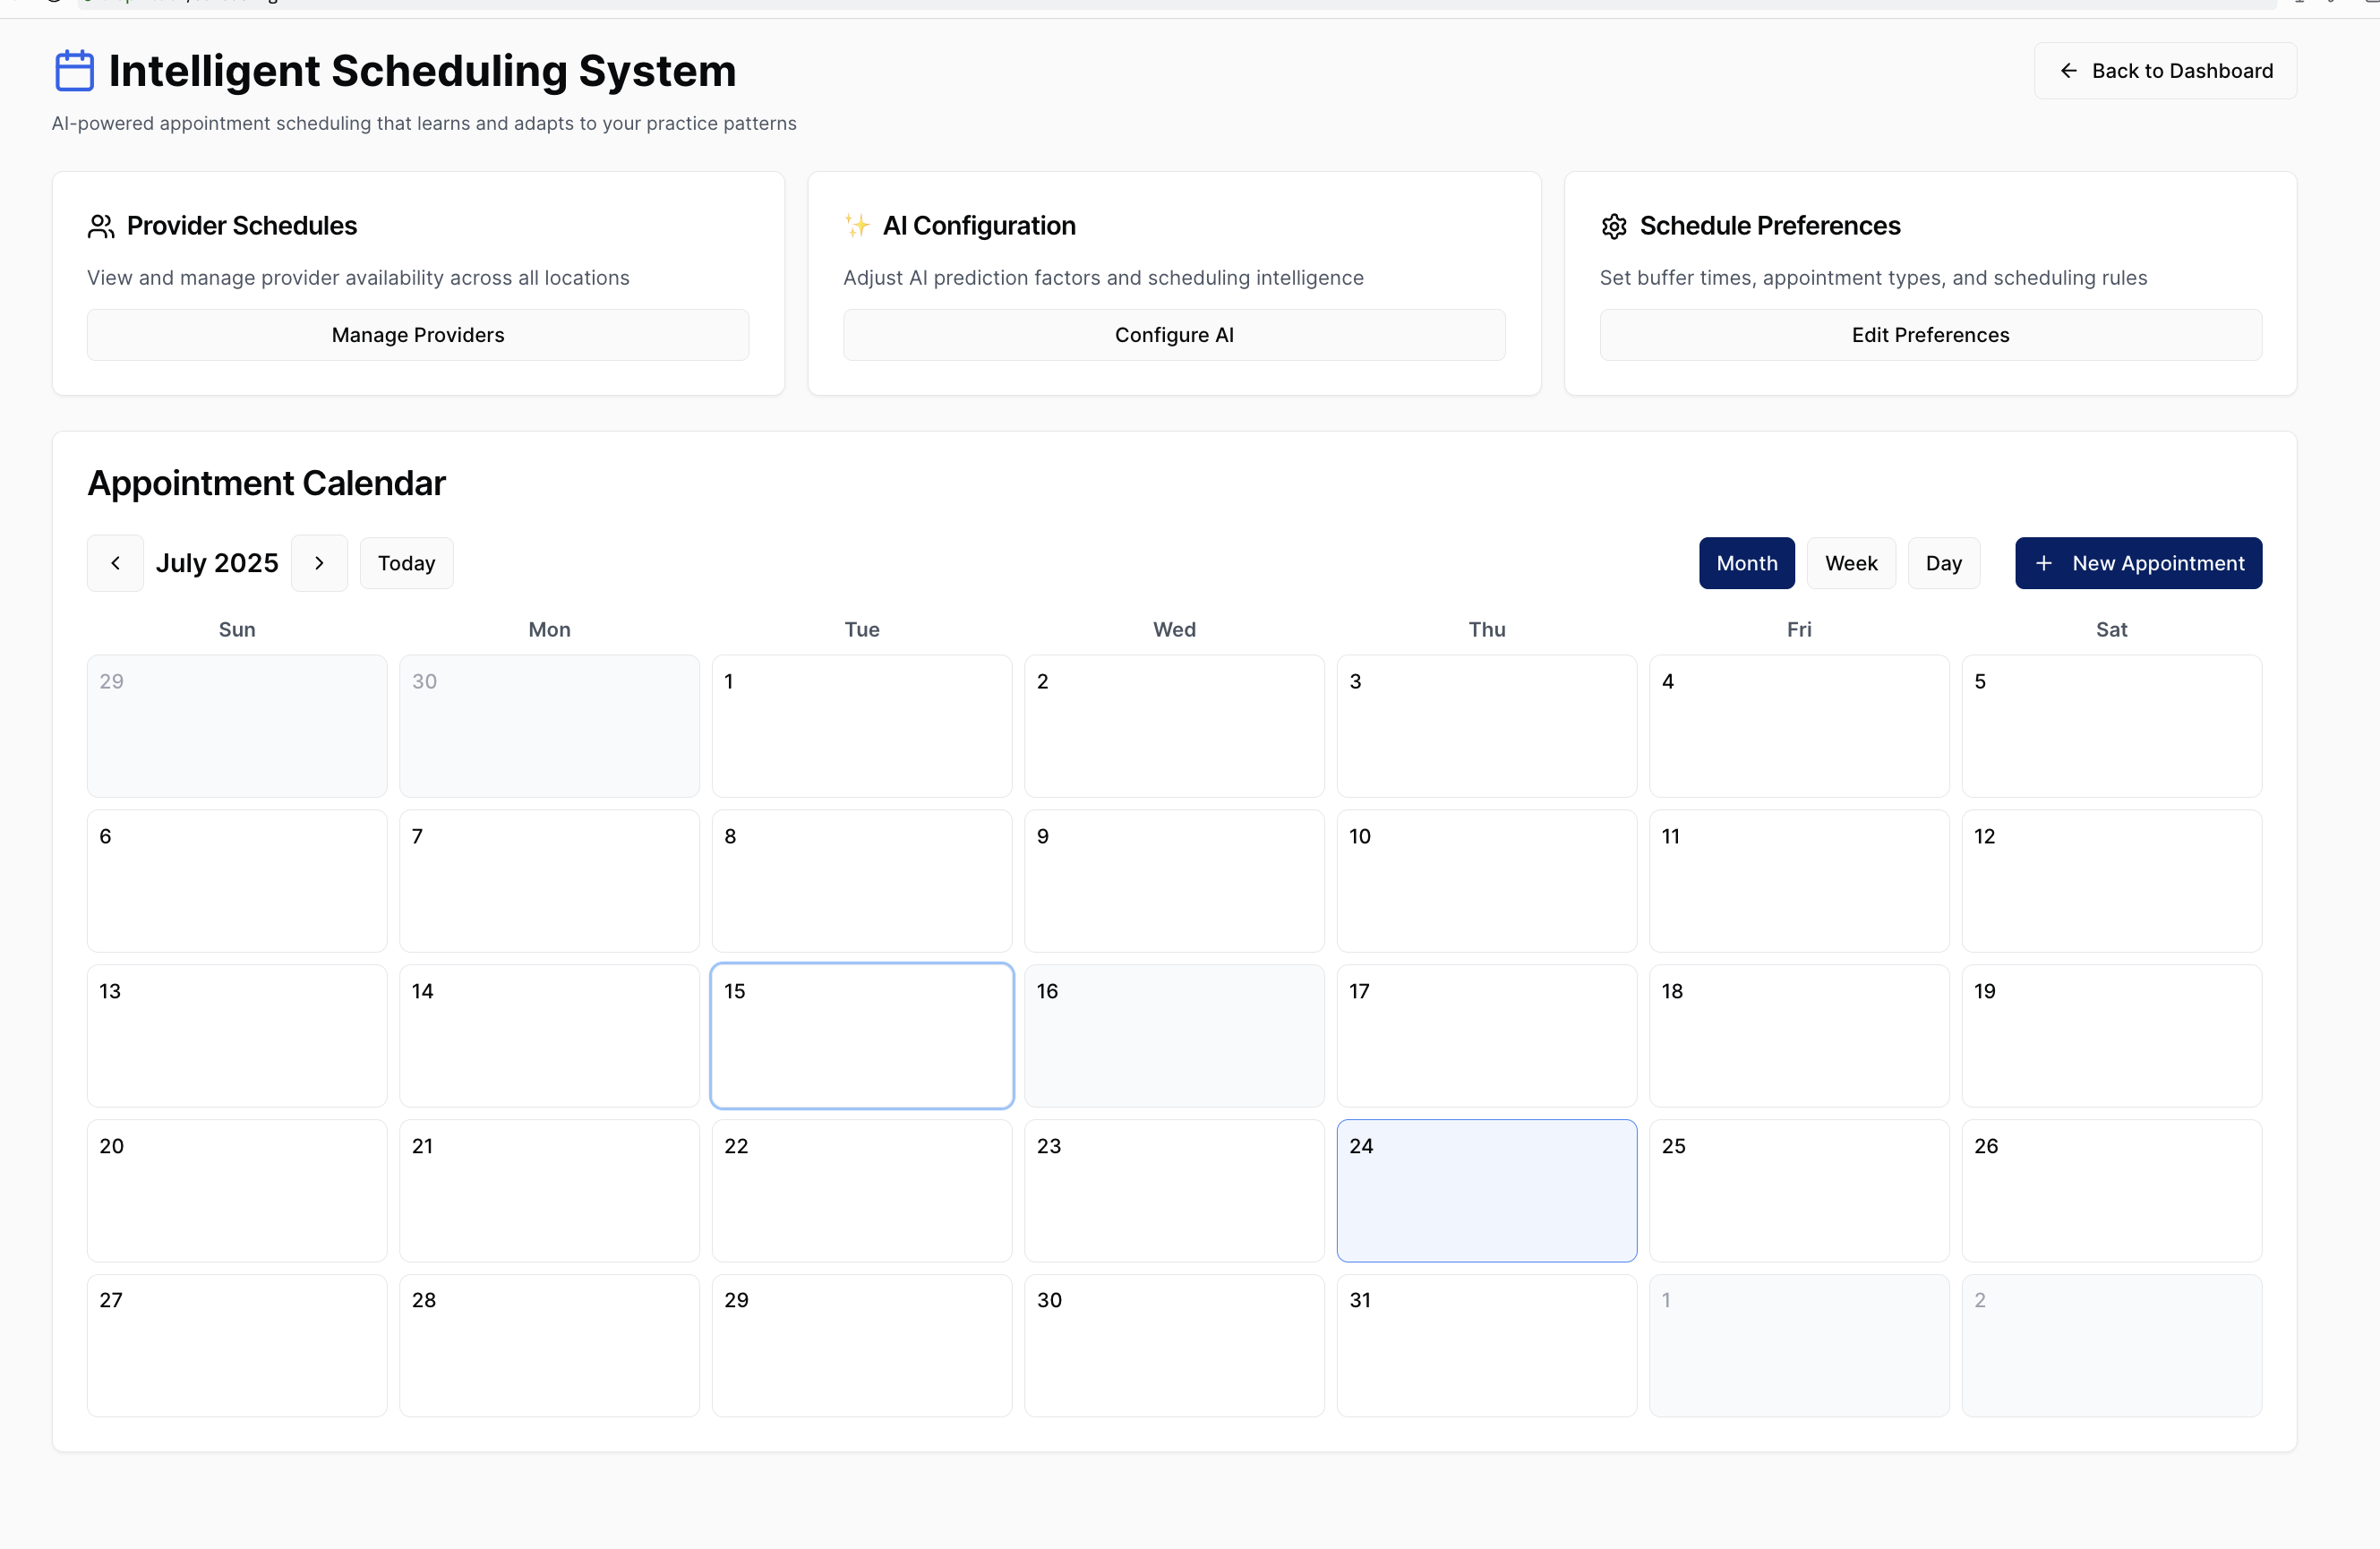 Intelligent Scheduling System
Back to Dashboard
AI-powered appointment scheduling that learns and adapts to your practice patterns
Provider Schedules
View and manage provider availability across all locations
Manage Providers
AI Configuration
Adjust AI prediction factors and scheduling intelligence
Configure AI
Schedule Preferences
Set buffer times, appointment types, and scheduling rules
Edit Preferences
Appointment Calendar
July 2025 Today Month Week Day + New Appointment
Sun Mon Tue Wed Thu Fri Sat
29 30 1 2 3 4 5
6 7 8 9 10 11 12
13 14 15 16 17 18 19
20 21 22 23 24 25 26
27 28 29 30 31 1 2